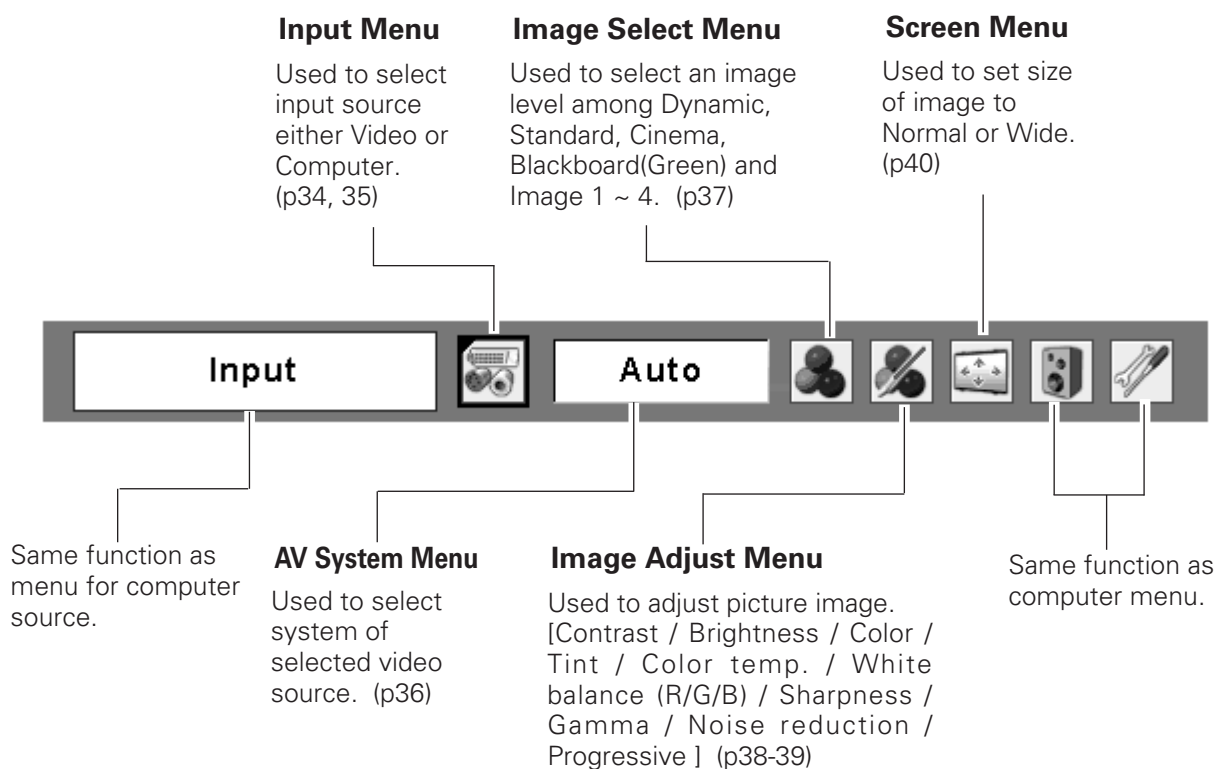 Input Menu
Used to select
input source
either Video or
Computer.
(p34, 35)
Image Select Menu
Used to select an image
level among Dynamic,
Standard, Cinema,
Blackboard(Green) and
Image 1 ~ 4. (p37)
Screen Menu
Used to set size
of image to
Normal or Wide.
(p40)
Input
Auto
Same function as
menu for computer
source.
AV System Menu
Used to select
system of
selected video
source. (p36)
Image Adjust Menu
Used to adjust picture image.
[Contrast / Brightness / Color /
Tint / Color temp. / White
balance (R/G/B) / Sharpness /
Gamma / Noise reduction /
Progressive ] (p38-39)
Same function as
computer menu.